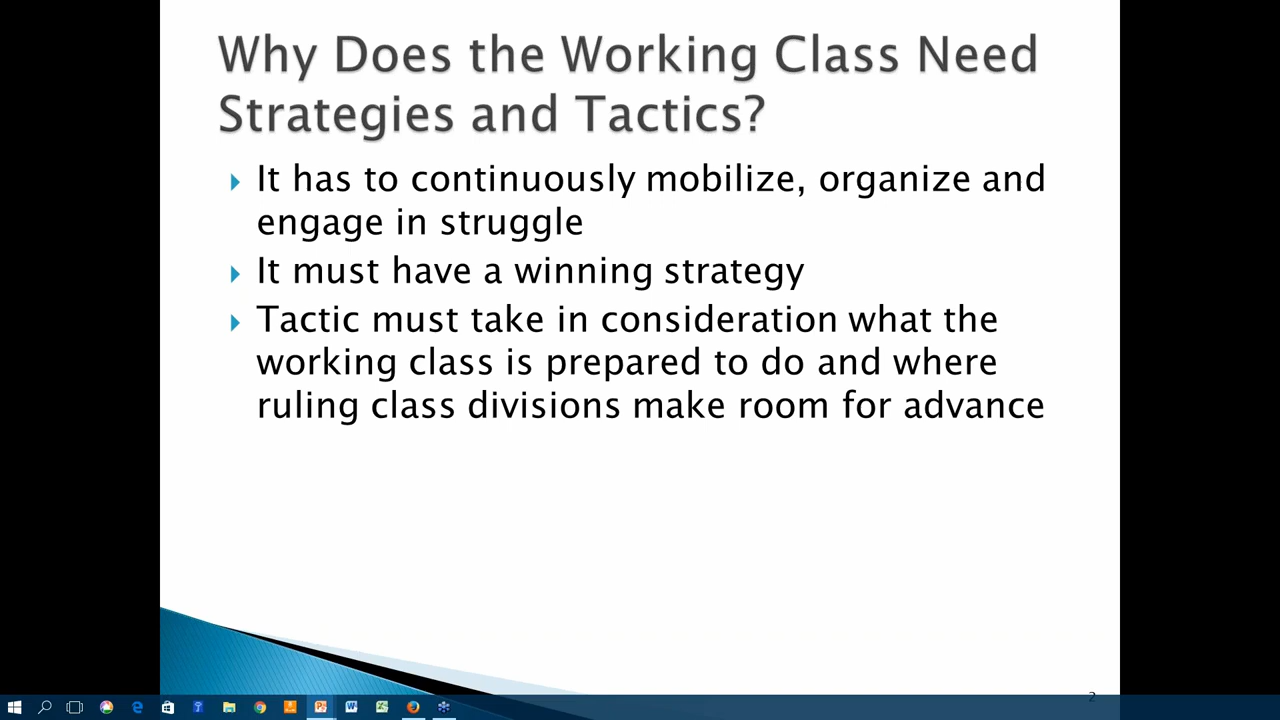 Why Does the Working Class Need
Strategies and Tactics?
It has to continuously mobilize, organize and
engage in struggle
It must have a winning strategy
Tactic must take in consideration what the
working class is prepared to do and where
ruling class divisions make room for advance
2